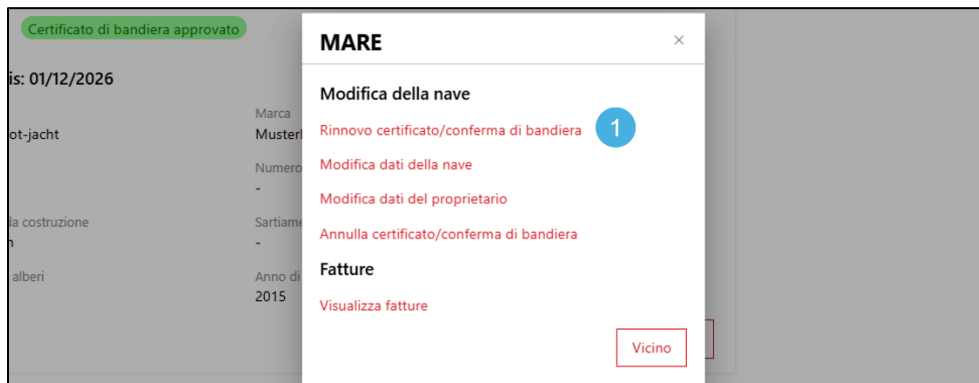 Certificato di bandiera approvato
is: 01/12/2026
ot-jacht
Marca
Muster
Numero
-
da costruzione
Sartiame
-
alberi
Anno di
2015
MARE
×
Modifica della nave
Rinnovo certificato/conferma di bandiera
1
Modifica dati della nave
Modifica dati del proprietario
Annulla certificato/conferma di bandiera
Fatture
Visualizza fatture
Vicino